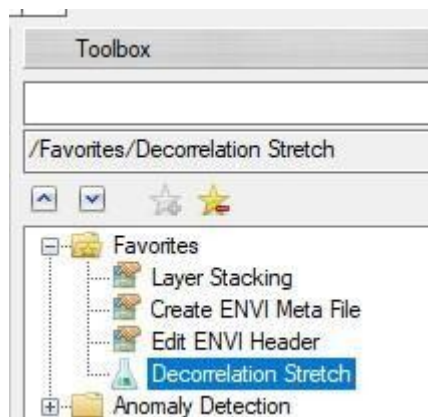 Toolbox
/Favorites/Decorrelation Stretch
Favorites
Layer Stacking
Create ENVI Meta File
Edit ENVI Header
Decorrelation Stretch
Anomaly Detection